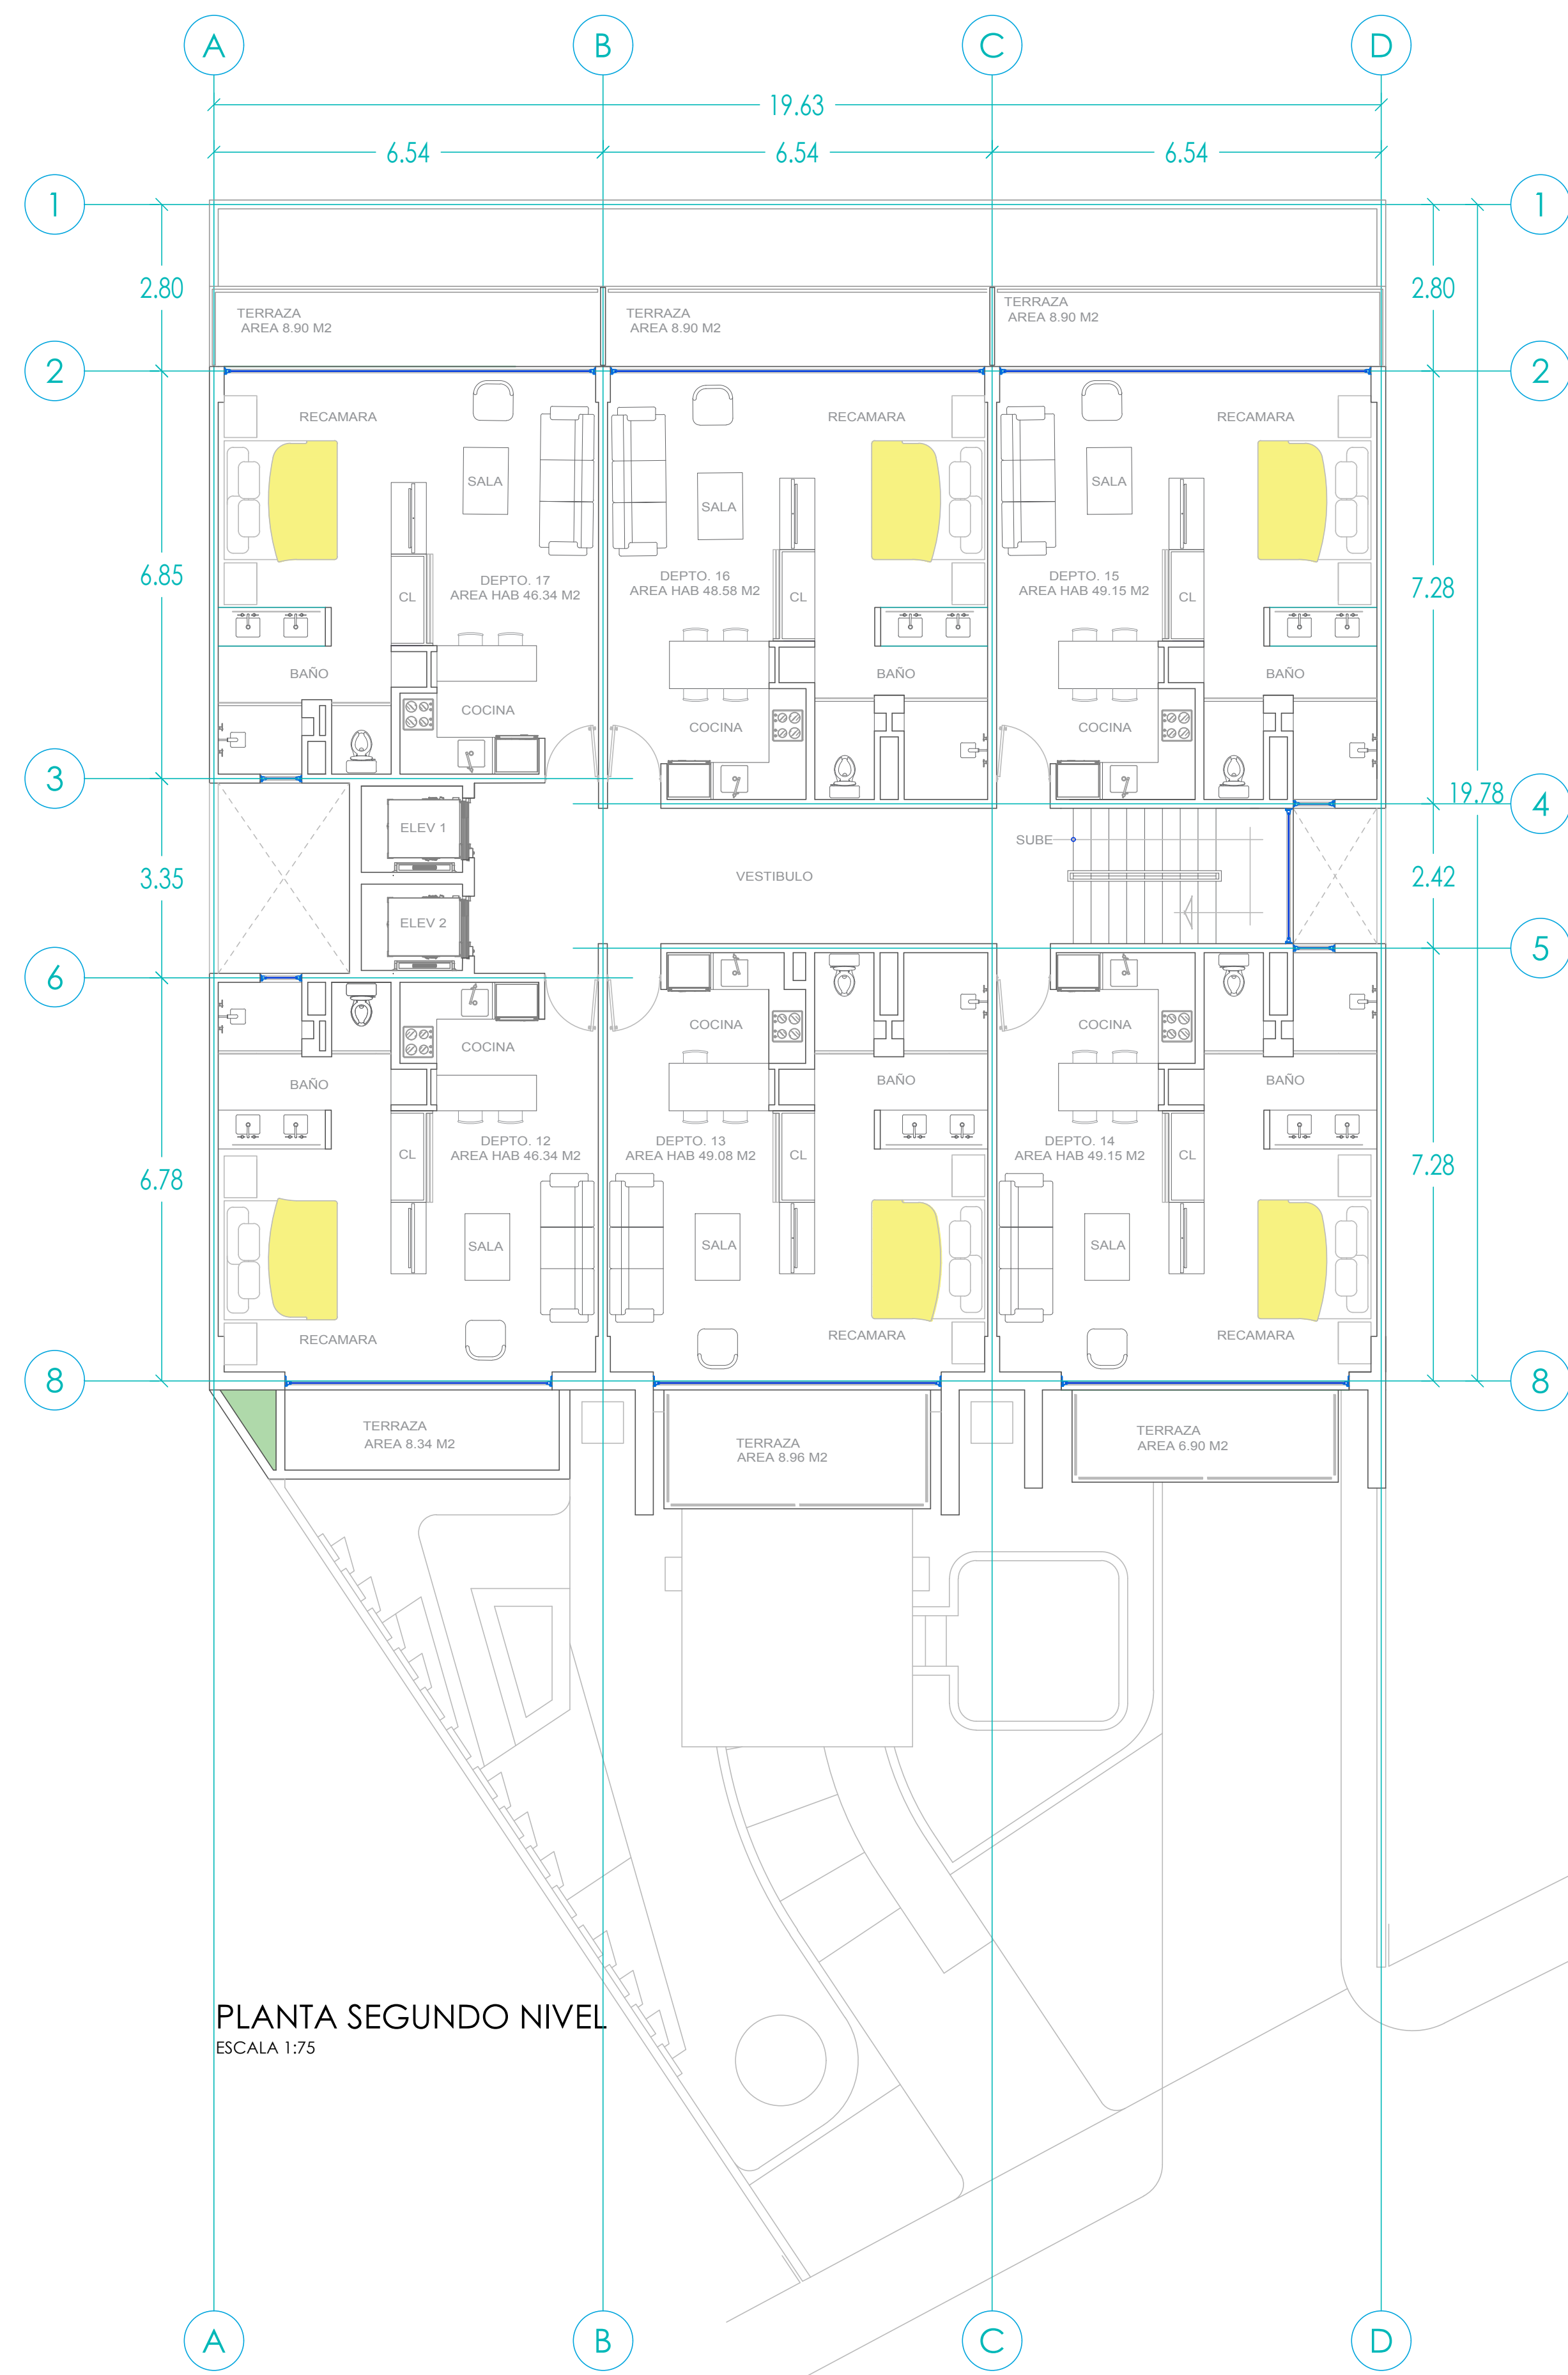 A B C D
19.63
6.54 6.54 6.54
1 1
2.80 2.80
TERRAZA
AREA 8.90 M2
TERRAZA
AREA 8.90 M2
TERRAZA
AREA 8.90 M2
2 2
RECAMARA
RECAMARA
RECAMARA
SALA
SALA
SALA
6.85
7.28
DEPTO. 17
AREA HAB 46.34 M2
DEPTO. 16
AREA HAB 48.58 M2
DEPTO. 15
AREA HAB 49.15 M2
CL
CL
CL
BAÑO
BAÑO
BAÑO
COCINA
COCINA
COCINA
3
19.78
4
ELEV 1
SUBE
3.35
VESTIBULO
2.42
ELEV 2
6
5
COCINA
COCINA
COCINA
BAÑO
BAÑO
BAÑO
DEPTO. 12
AREA HAB 46.34 M2
DEPTO. 13
AREA HAB 49.08 M2
DEPTO. 14
AREA HAB 49.15 M2
CL
CL
CL
6.78
7.28
SALA
SALA
SALA
RECAMARA
RECAMARA
RECAMARA
8 8
TERRAZA
AREA 8.34 M2
TERRAZA
AREA 8.96 M2
TERRAZA
AREA 6.90 M2
PLANTA SEGUNDO NIVEL
ESCALA 1:75
A B C D